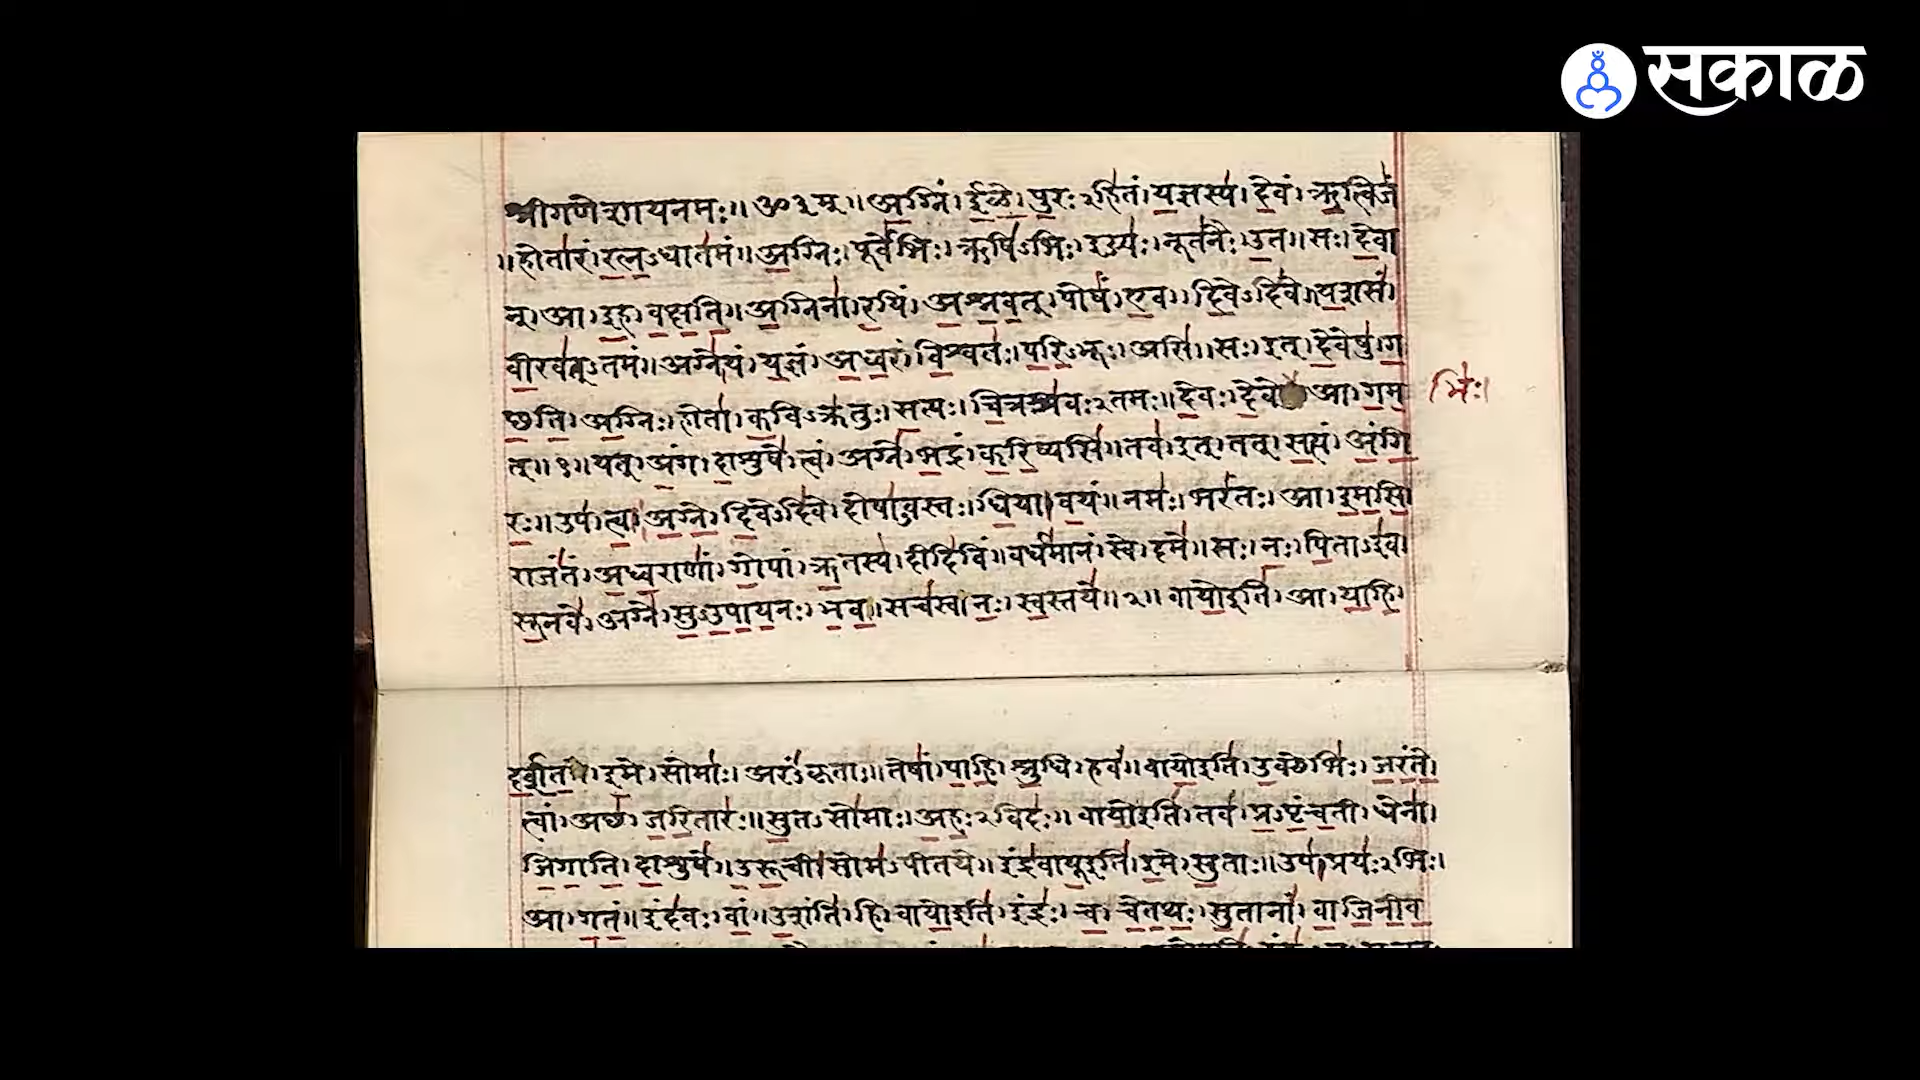 सकाळ
श्रीगणेशायनमः॥ॐ३म्॥अग्निं।ईळे।पुरःऽहितं।यज्ञस्य।देवं।ऋत्विजं
॥होतारं।रत्नऽधातमं॥अग्निः।पूर्वेभिः।ऋषिऽभिः।ईड्यः।नूतनैः।उत॥सः।देवा
न्।आ।इह।वक्षति॥अग्निना।रयिं।अश्नवत्।पोषं।एव।दिवेऽदिवे।यशसं
वीरवत्ऽतमं॥अग्ने।यं।यज्ञं।अध्वरं।विश्वतः।परिऽभूः।असि॥सः।इत्।देवेषु।ग
छति।अग्निः।होता।कविऽक्रतुः।सत्यः।चित्रश्रवःऽतमः॥देवः।देवे आ।गम
भिः।
त्॥१॥यत्।अंग।दाशुषे।त्वं।अग्ने।भद्रं।करिष्यसि॥तव।इत्।तत्।सत्यं।अंगि
रः॥उप।त्वा।अग्ने।दिवेऽदिवे।दोषाऽवस्तः।धिया।वयं॥नमः।भरंतः।आ।इमसि
राजंतं।अध्वराणां।गोपां।ऋतस्य।दीदिविं॥वर्धमानं।स्वे।दमे॥सः।नः।पिताऽइव
सूनवे।अग्ने।सुऽउपायनः।भव॥सचस्व।नः।स्वस्तये॥२॥वायोइति।आ।याहि।
दर्शत।इमे।सोमाः।अरंऽकृताः॥तेषां।पाहि।श्रुधि।हवं॥वायोइति।उक्थेभिः।जरंते।
त्वां।अछ।जरितारः॥सुतऽसोमाः।अहःऽविदः॥वायोइति।तव।प्रऽपृंचती।धेना।
जिगाति।दाशुषे॥उरूची।सोमऽपीतये॥इंद्रवायूइति।इमे।सुताः॥उप।प्रयःऽभिः।
आ।गतं॥इंदवः।वां।उशंति।हि।वायोइति।इंद्रः।च।चेतथः।सुतानां।वाजिनीव